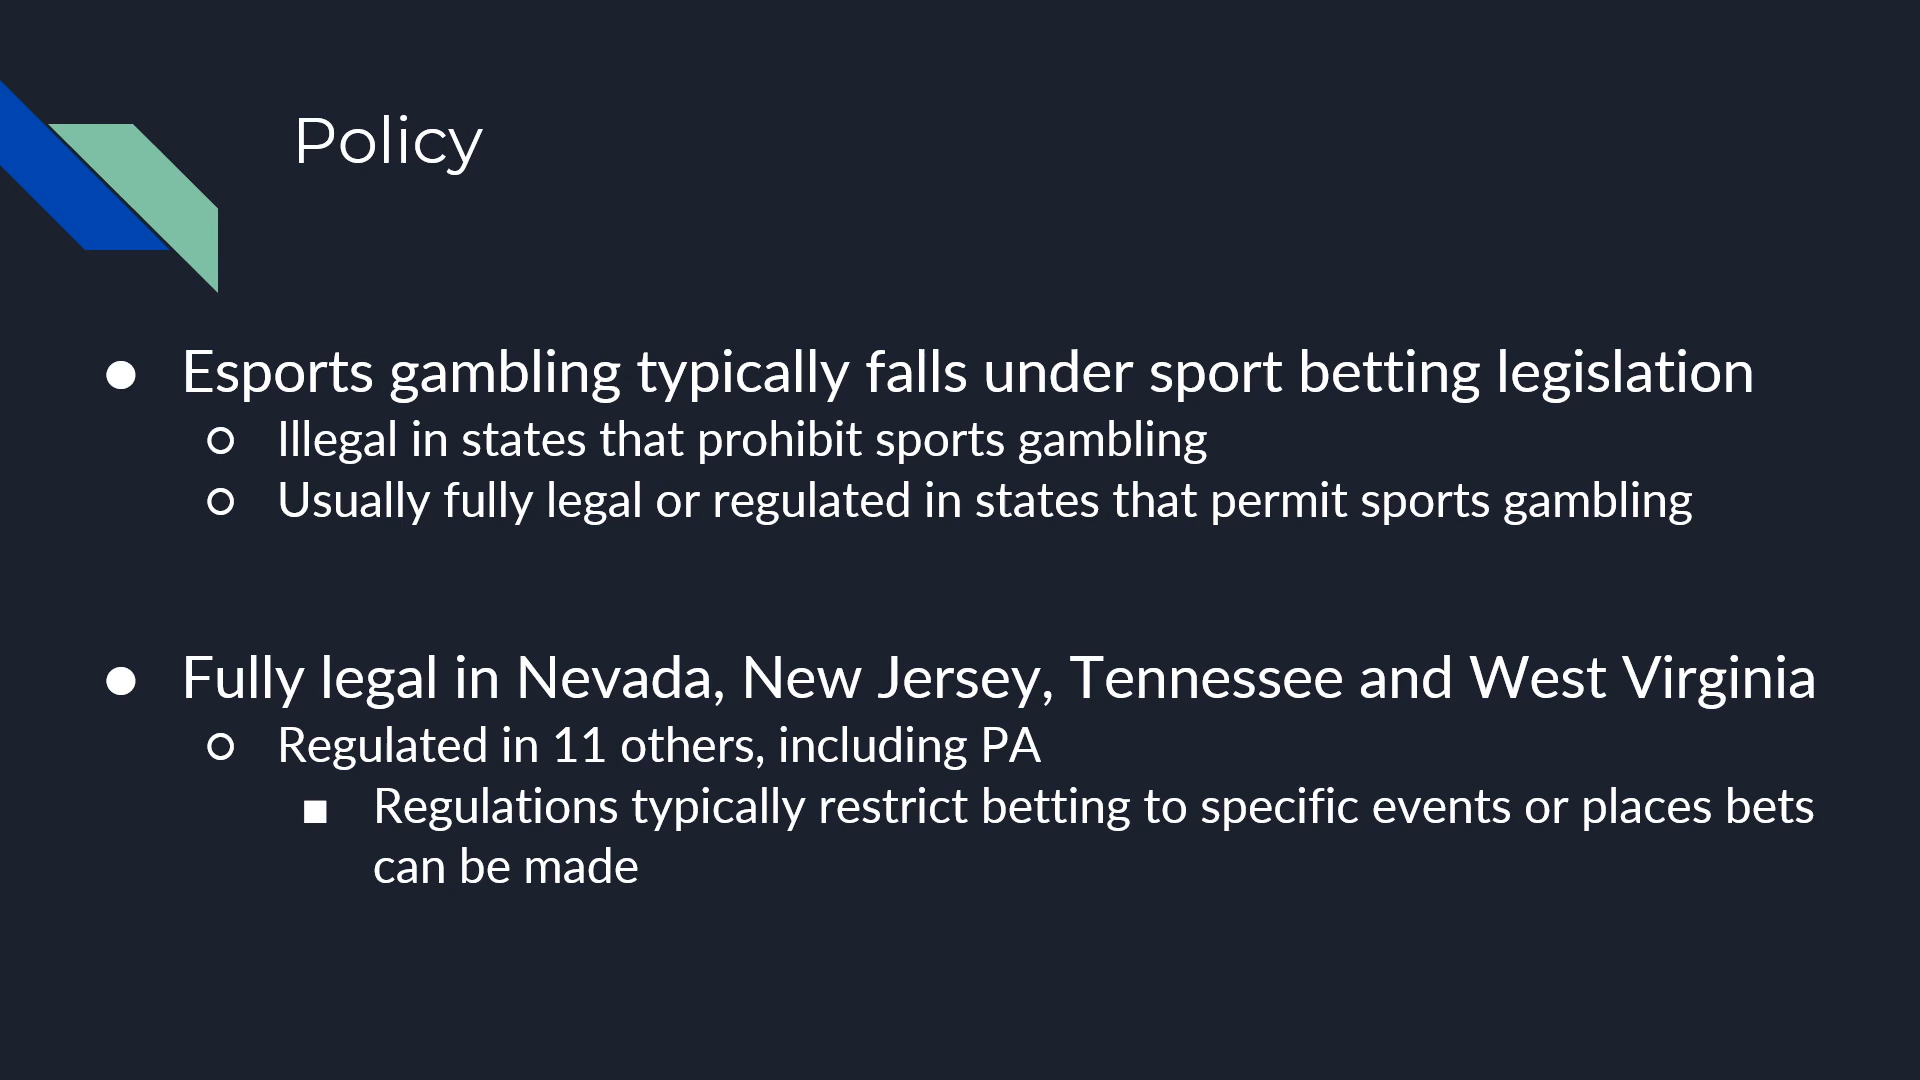 Policy
● Esports gambling typically falls under sport betting legislation
○ Illegal in states that prohibit sports gambling
○ Usually fully legal or regulated in states that permit sports gambling
● Fully legal in Nevada, New Jersey, Tennessee and West Virginia
○ Regulated in 11 others, including PA
■ Regulations typically restrict betting to specific events or places bets
can be made